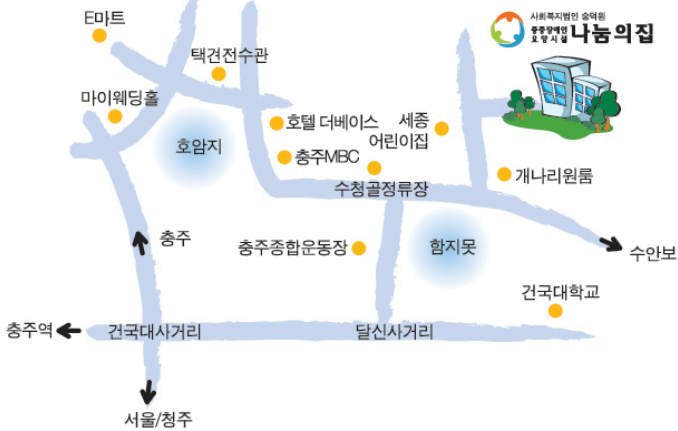 E마트
사회복지법인 숭덕원
중증장애인
요양시설
나눔의집
택견전수관
마이웨딩홀
호암지
호텔 더베이스
세종
어린이집
충주MBC
수청골정류장
개나리원룸
충주
충주종합운동장
함지못
수안보
건국대학교
충주역
건국대사거리
달신사거리
서울/청주